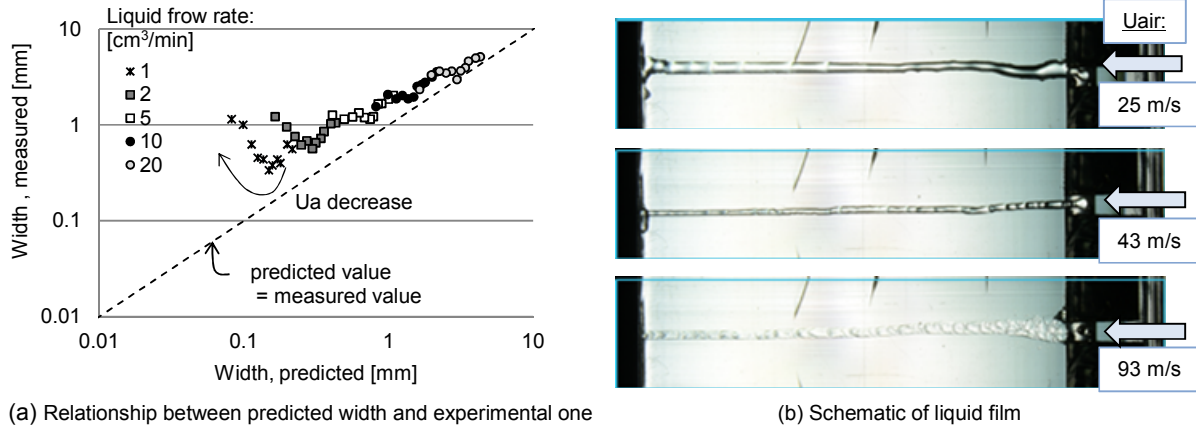 Liquid frow rate:
[cm³/min]
1
2
5
10
20
10
1
0.1
0.01
Width , measured [mm]
Ua decrease
predicted value
= measured value
0.01
0.1
1
10
Width, predicted [mm]
(a) Relationship between predicted width and experimental one
Uair:
25 m/s
43 m/s
93 m/s
(b) Schematic of liquid film